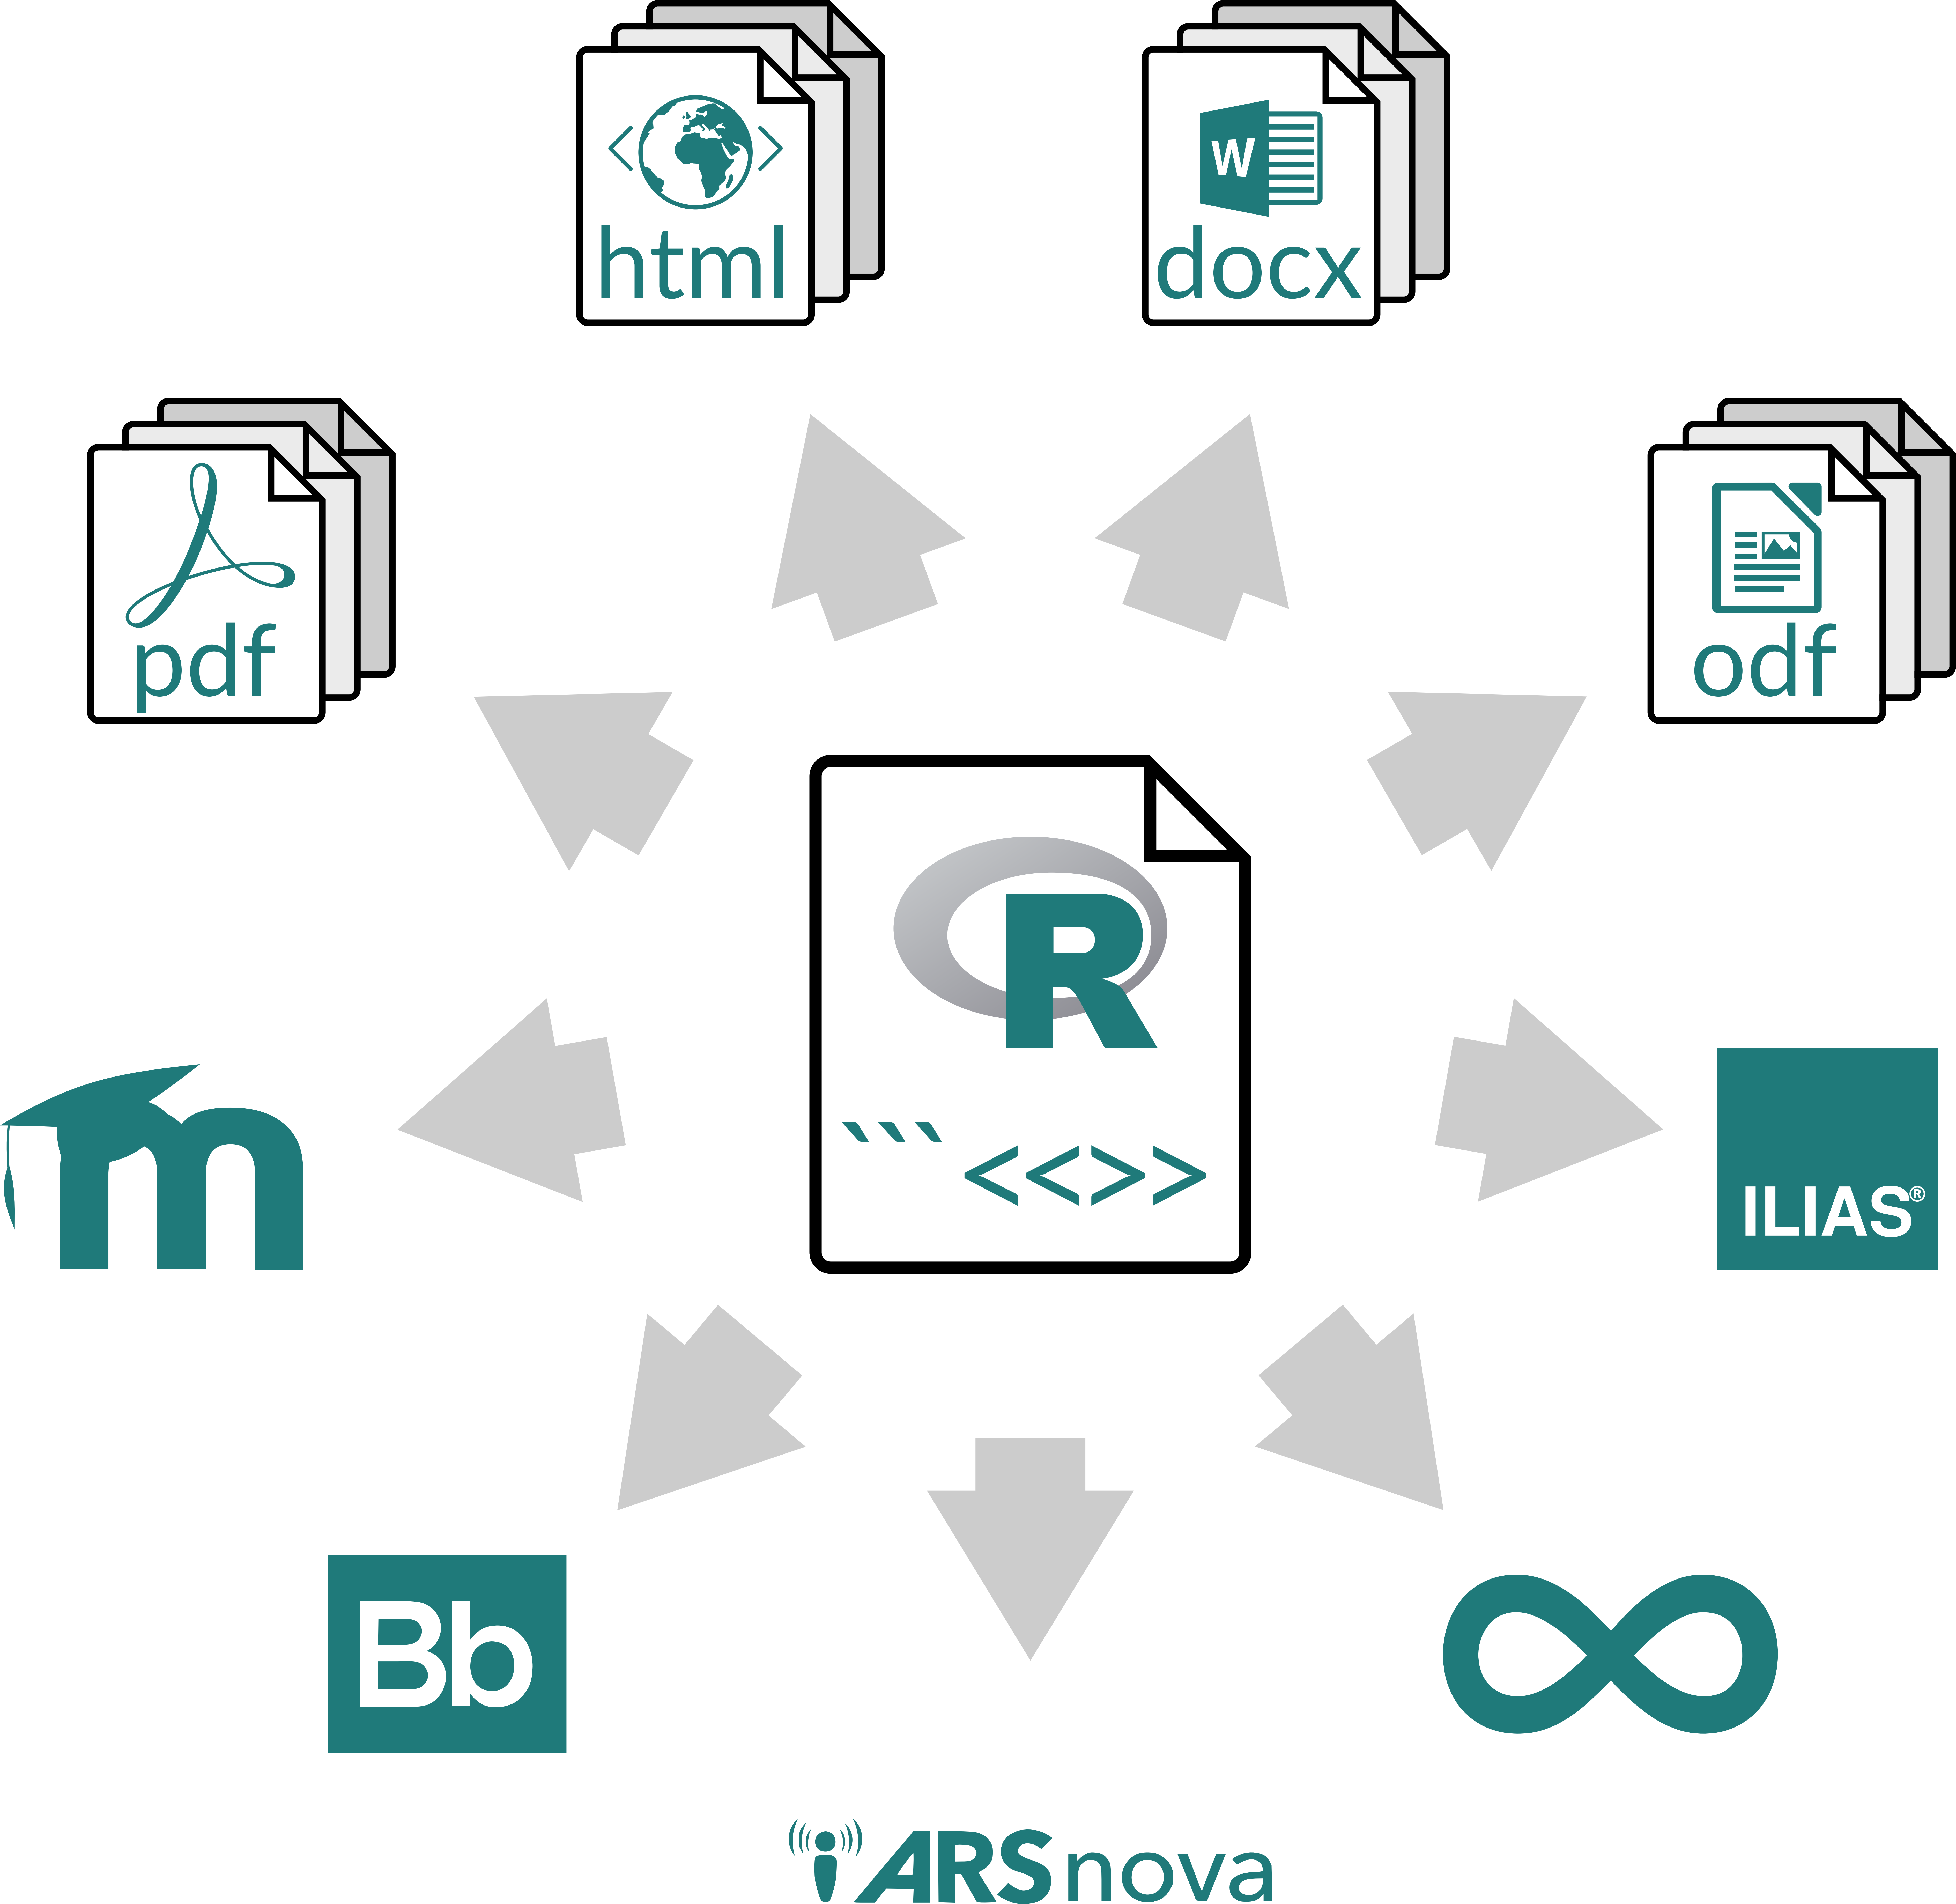 html
docx
pdf
odf
W
R
```
<<>>
m
ILIAS®
Bb
ARSnova